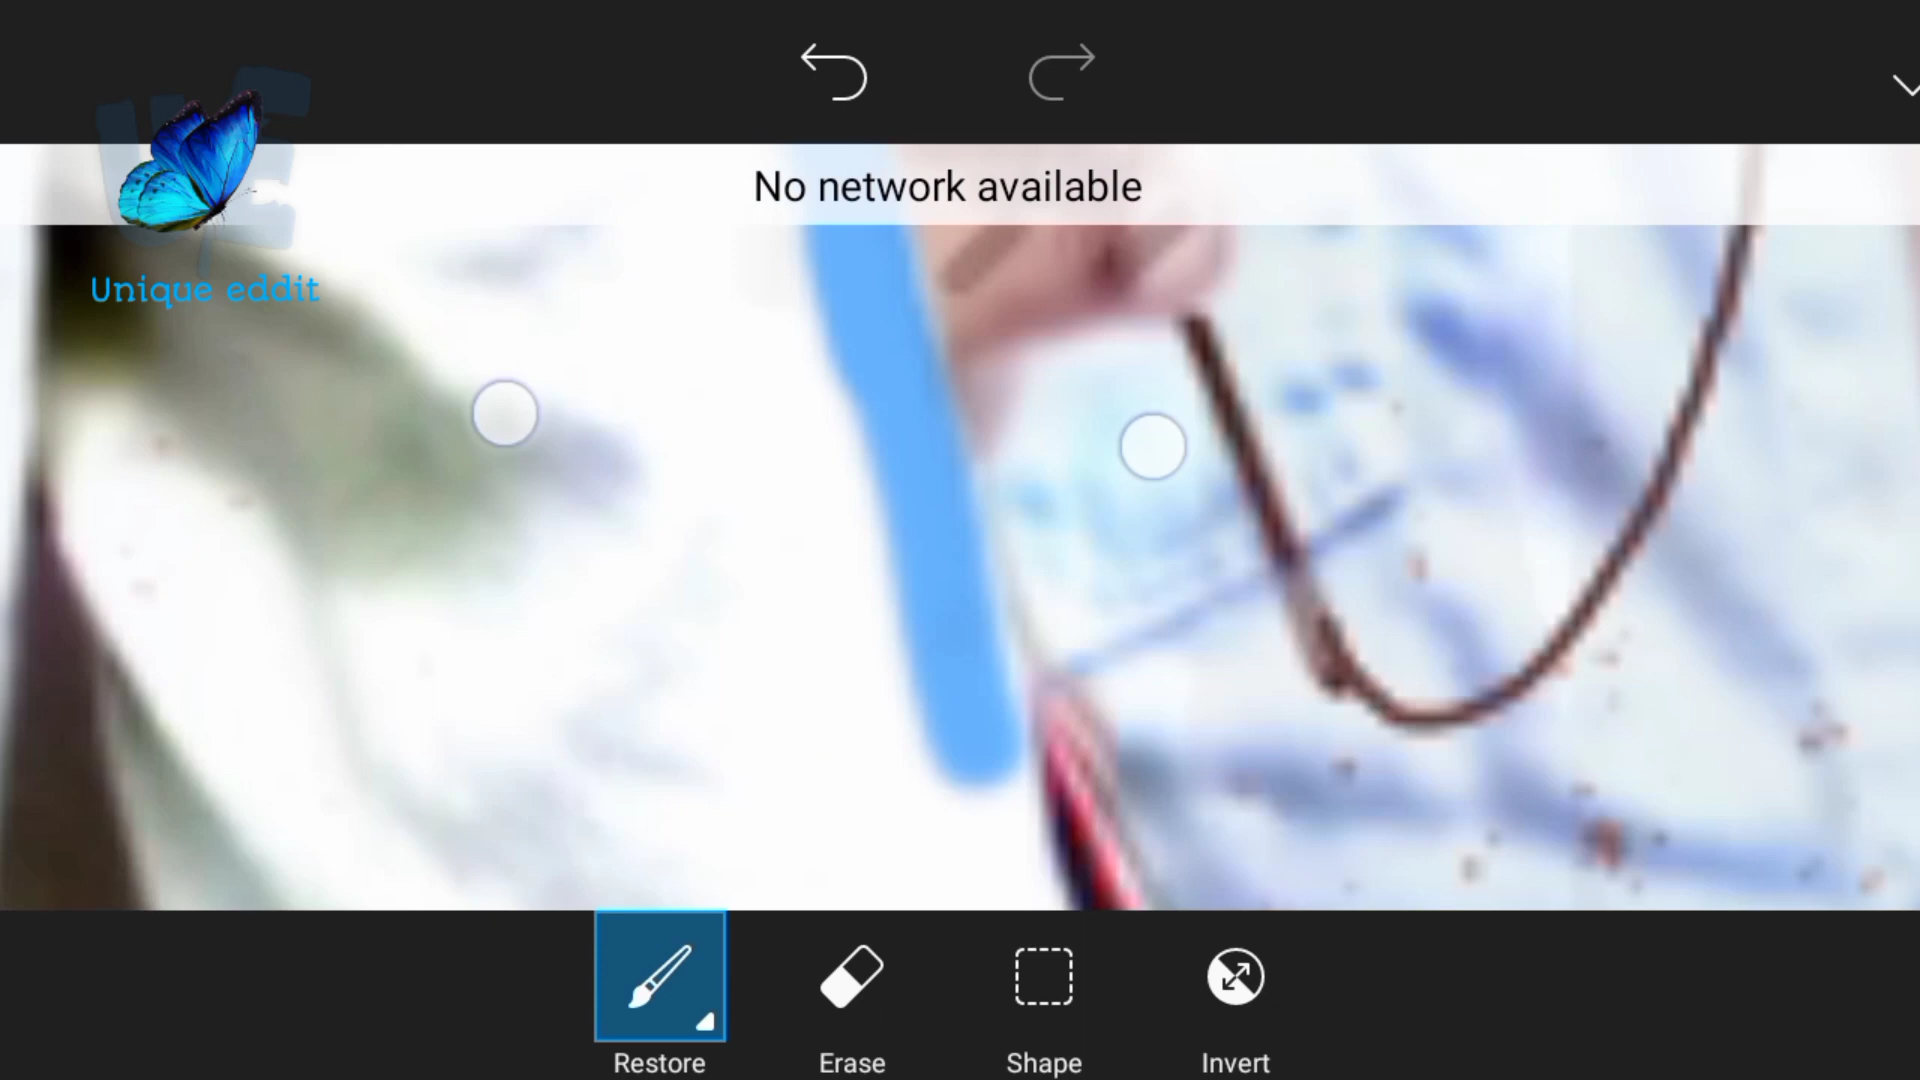 No network available
Unique eddit
Restore
Erase
Shape
Invert